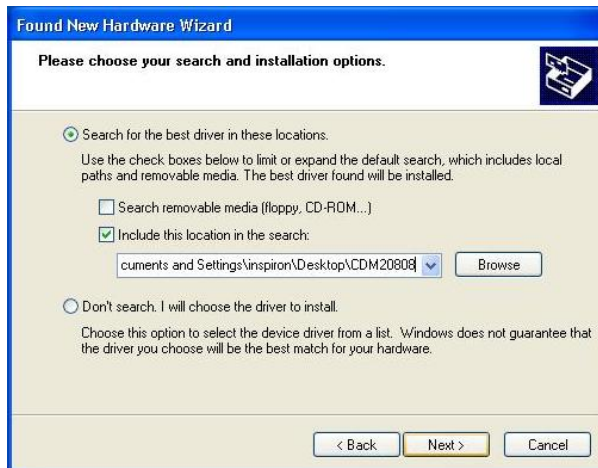 Found New Hardware Wizard
Please choose your search and installation options.
Search for the best driver in these locations.
Use the check boxes below to limit or expand the default search, which includes local
paths and removable media. The best driver found will be installed.
Search removable media (floppy, CD-ROM...)
Include this location in the search:
cuments and Settings\inspiron\Desktop\CDM20808
Browse
Don't search. I will choose the driver to install.
Choose this option to select the device driver from a list. Windows does not guarantee that
the driver you choose will be the best match for your hardware.
< Back
Next >
Cancel